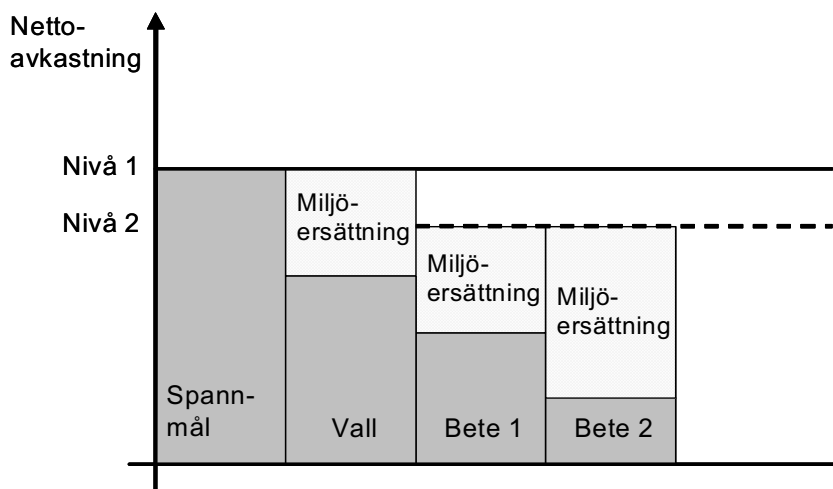 Netto-
avkastning
Nivå 1
Nivå 2
Miljö-
ersättning
Miljö-
ersättning
Miljö-
ersättning
Spann-
mål
Vall
Bete 1
Bete 2